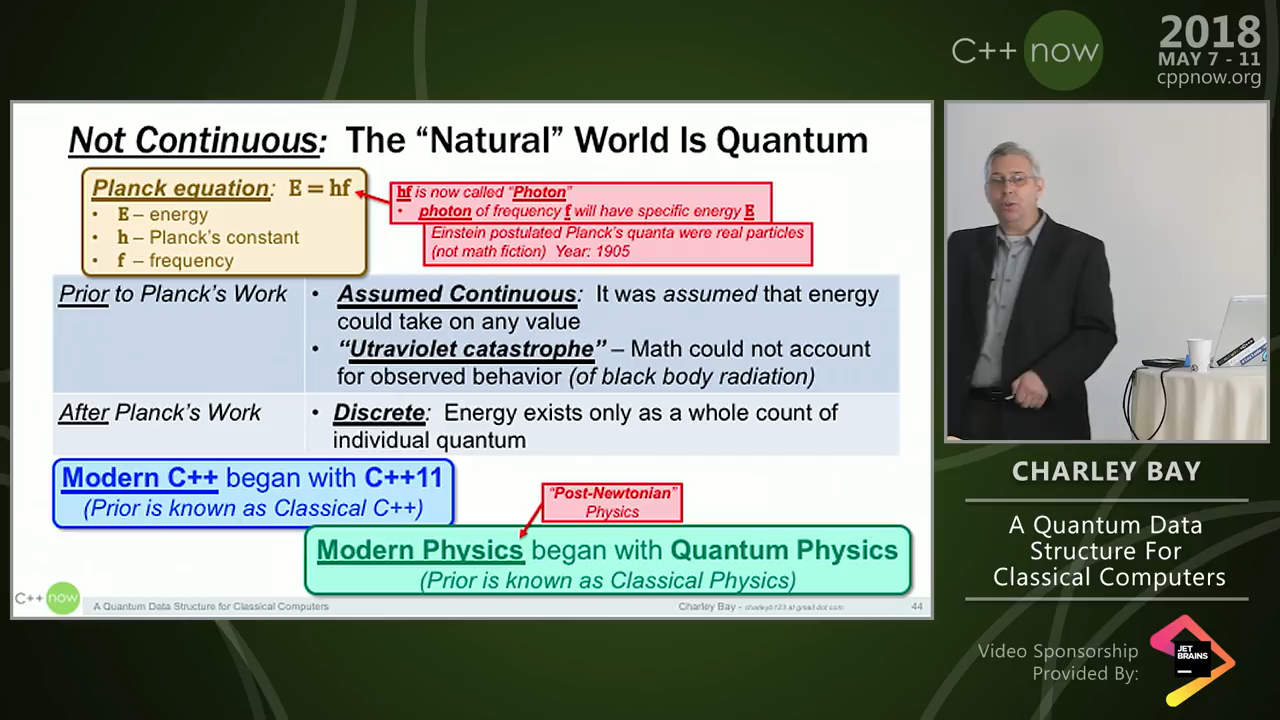 C++ now
2018
MAY 7 - 11
cppnow.org
Not Continuous: The “Natural” World Is Quantum
Planck equation: E = hf
• E – energy
• h – Planck's constant
• f – frequency
hf is now called “Photon”
• photon of frequency f will have specific energy E
Einstein postulated Planck's quanta were real particles
(not math fiction) Year: 1905
Prior to Planck's Work
• Assumed Continuous: It was assumed that energy
could take on any value
• “Utraviolet catastrophe” – Math could not account
for observed behavior (of black body radiation)
After Planck's Work
• Discrete: Energy exists only as a whole count of
individual quantum
Modern C++ began with C++11
(Prior is known as Classical C++)
“Post-Newtonian”
Physics
Modern Physics began with Quantum Physics
(Prior is known as Classical Physics)
C++ now
A Quantum Data Structure for Classical Computers
Charley Bay – charleyb123 at gmail dot com
44
CHARLEY BAY
A Quantum Data
Structure For
Classical Computers
Video Sponsorship
Provided By:
JET
BRAINS